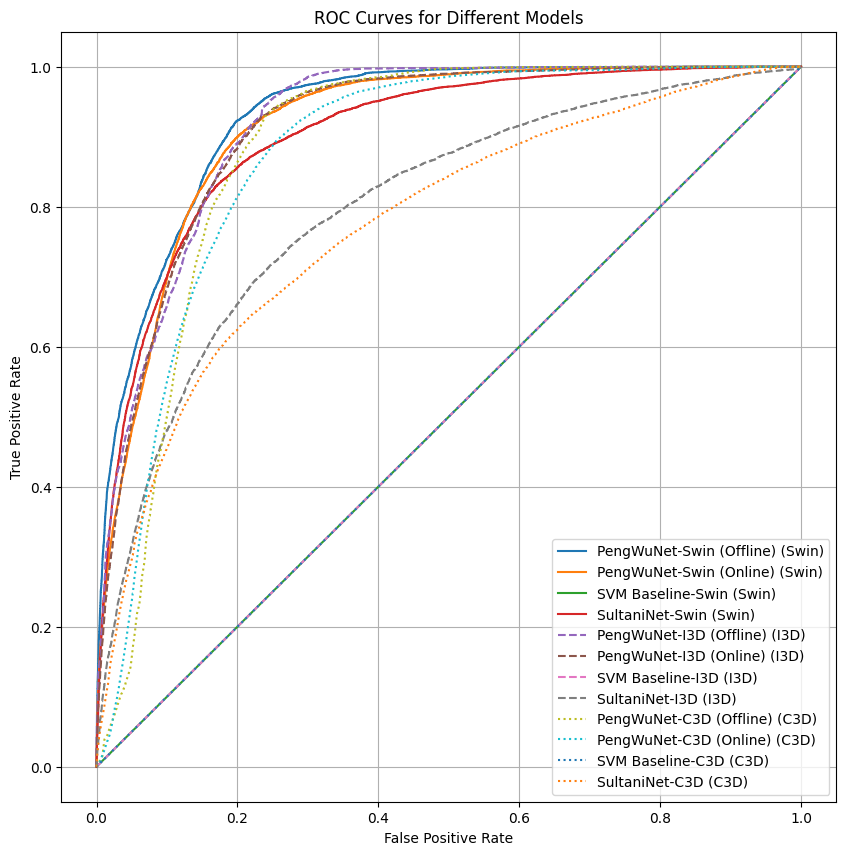 ROC Curves for Different Models
1.0
0.8
0.6
0.4
0.2
0.0
True Positive Rate
PengWuNet-Swin (Offline) (Swin)
PengWuNet-Swin (Online) (Swin)
SVM Baseline-Swin (Swin)
SultaniNet-Swin (Swin)
PengWuNet-I3D (Offline) (I3D)
PengWuNet-I3D (Online) (I3D)
SVM Baseline-I3D (I3D)
SultaniNet-I3D (I3D)
PengWuNet-C3D (Offline) (C3D)
PengWuNet-C3D (Online) (C3D)
SVM Baseline-C3D (C3D)
SultaniNet-C3D (C3D)
0.0 0.2 0.4 0.6 0.8 1.0
False Positive Rate